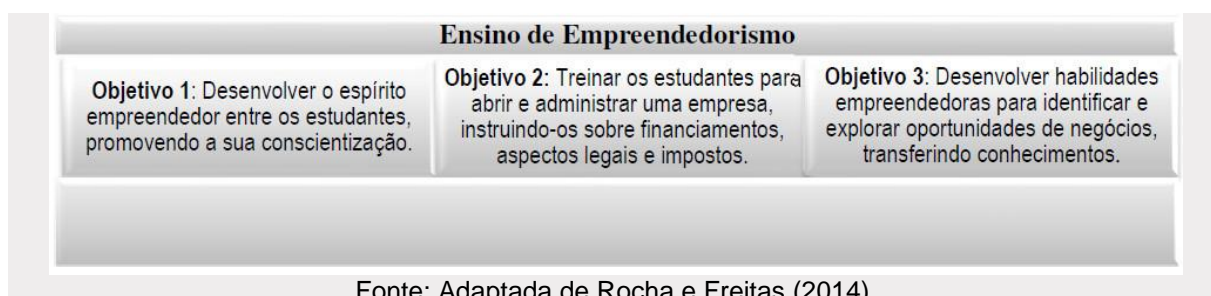 Ensino de Empreendedorismo
Objetivo 1: Desenvolver o espírito
empreendedor entre os estudantes,
promovendo a sua conscientização.
Objetivo 2: Treinar os estudantes para
abrir e administrar uma empresa,
instruindo-os sobre financiamentos,
aspectos legais e impostos.
Objetivo 3: Desenvolver habilidades
empreendedoras para identificar e
explorar oportunidades de negócios,
transferindo conhecimentos.
Fonte: Adaptada de Rocha e Freitas (2014)